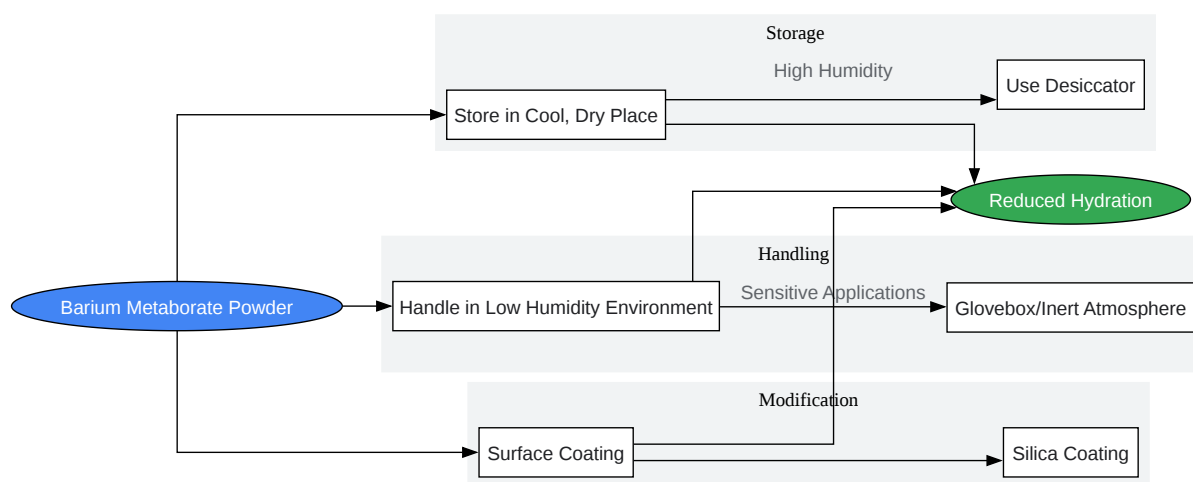 Storage
High Humidity
Use Desiccator
Store in Cool, Dry Place
Reduced Hydration
Handling
Sensitive Applications
Barium Metaborate Powder
Handle in Low Humidity Environment
Glovebox/Inert Atmosphere
Modification
Surface Coating
Silica Coating